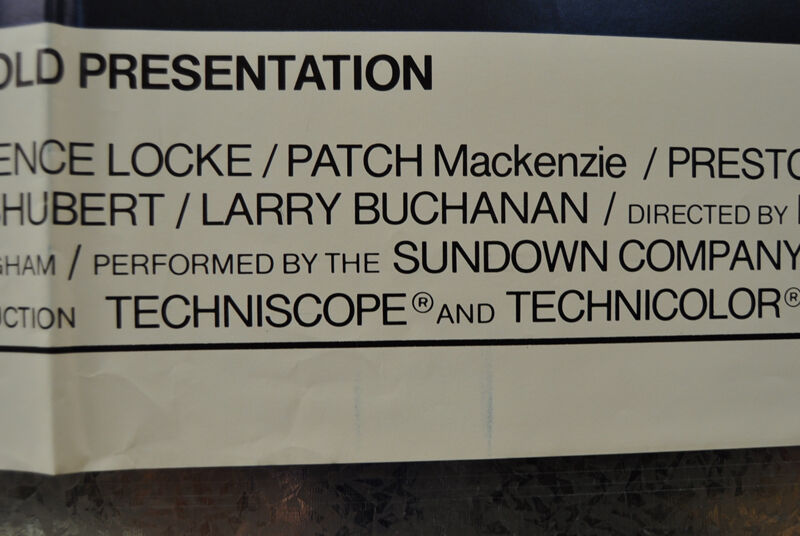 OLD PRESENTATION
ENCE LOCKE / PATCH Mackenzie / PRESTO
SHUBERT / LARRY BUCHANAN / DIRECTED BY
GHAM / PERFORMED BY THE SUNDOWN COMPANY
UCTION TECHNISCOPE® AND TECHNICOLOR®